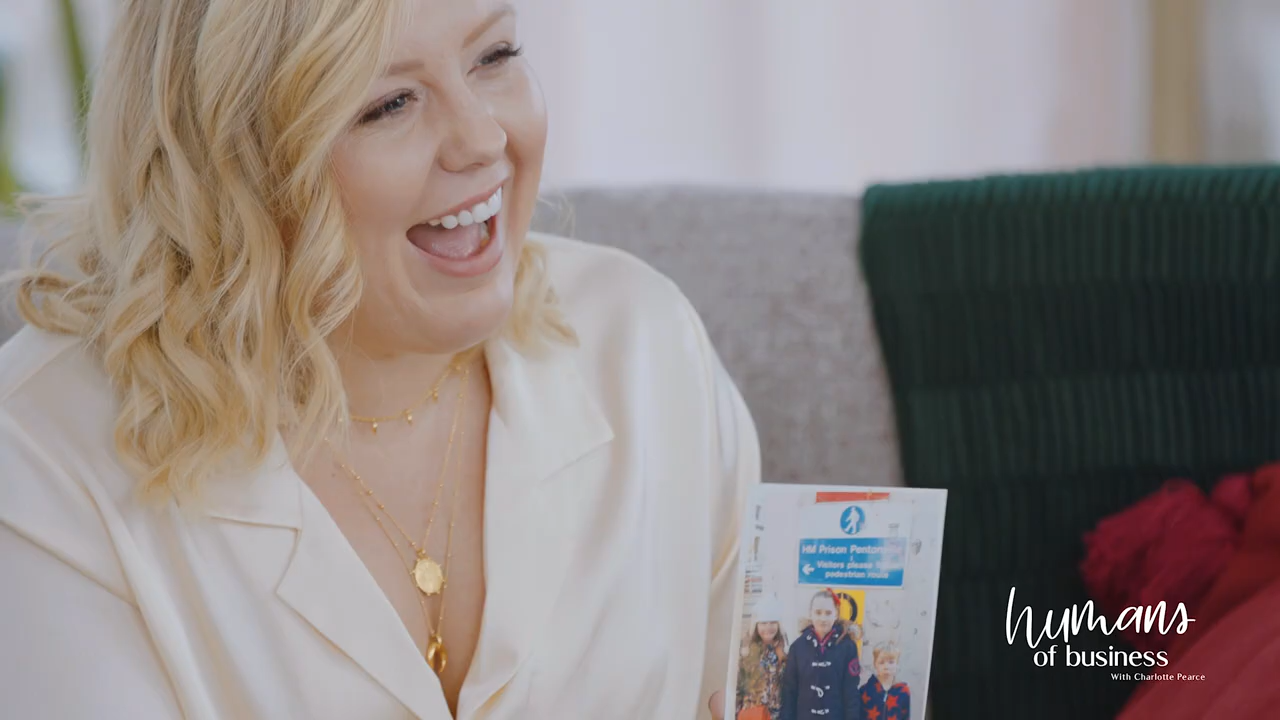 HM Prison Pentonville
Visitors please follow
pedestrian route
humans
of business
With Charlotte Pearce